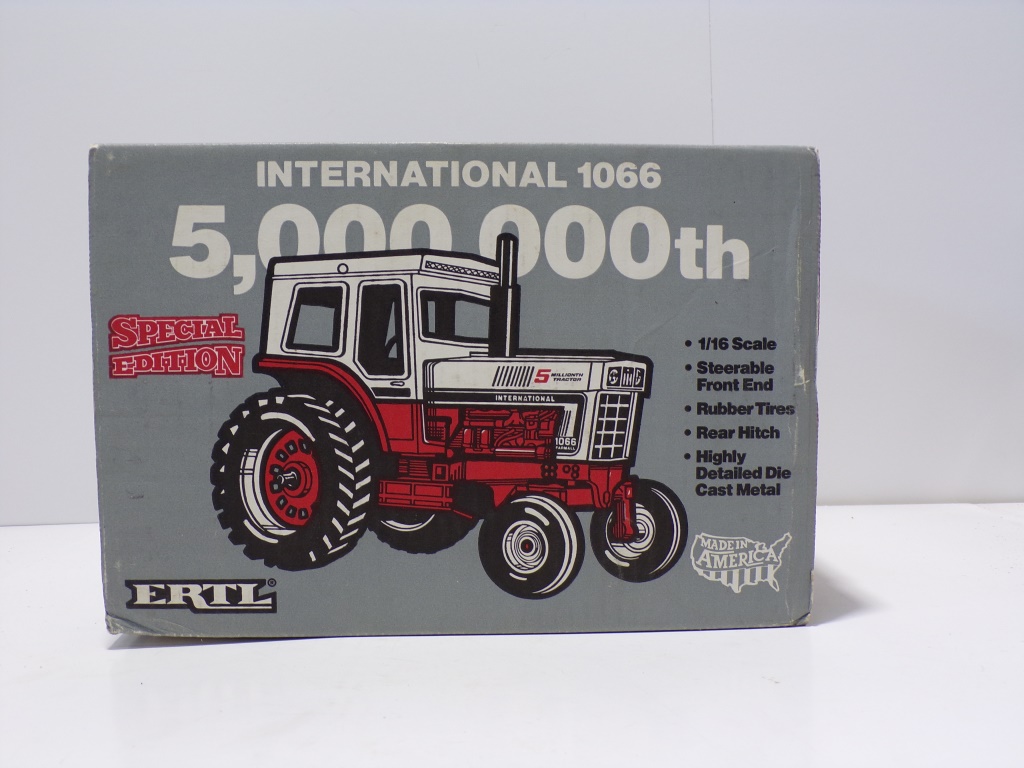 INTERNATIONAL 1066
5,000,000th
SPECIAL
EDITION
5 MILLIONTH
TRACTOR
INTERNATIONAL
1066
FARMALL
• 1/16 Scale
• Steerable
Front End
• Rubber Tires
• Rear Hitch
• Highly
Detailed Die
Cast Metal
MADE IN
AMERICA
ERTL®